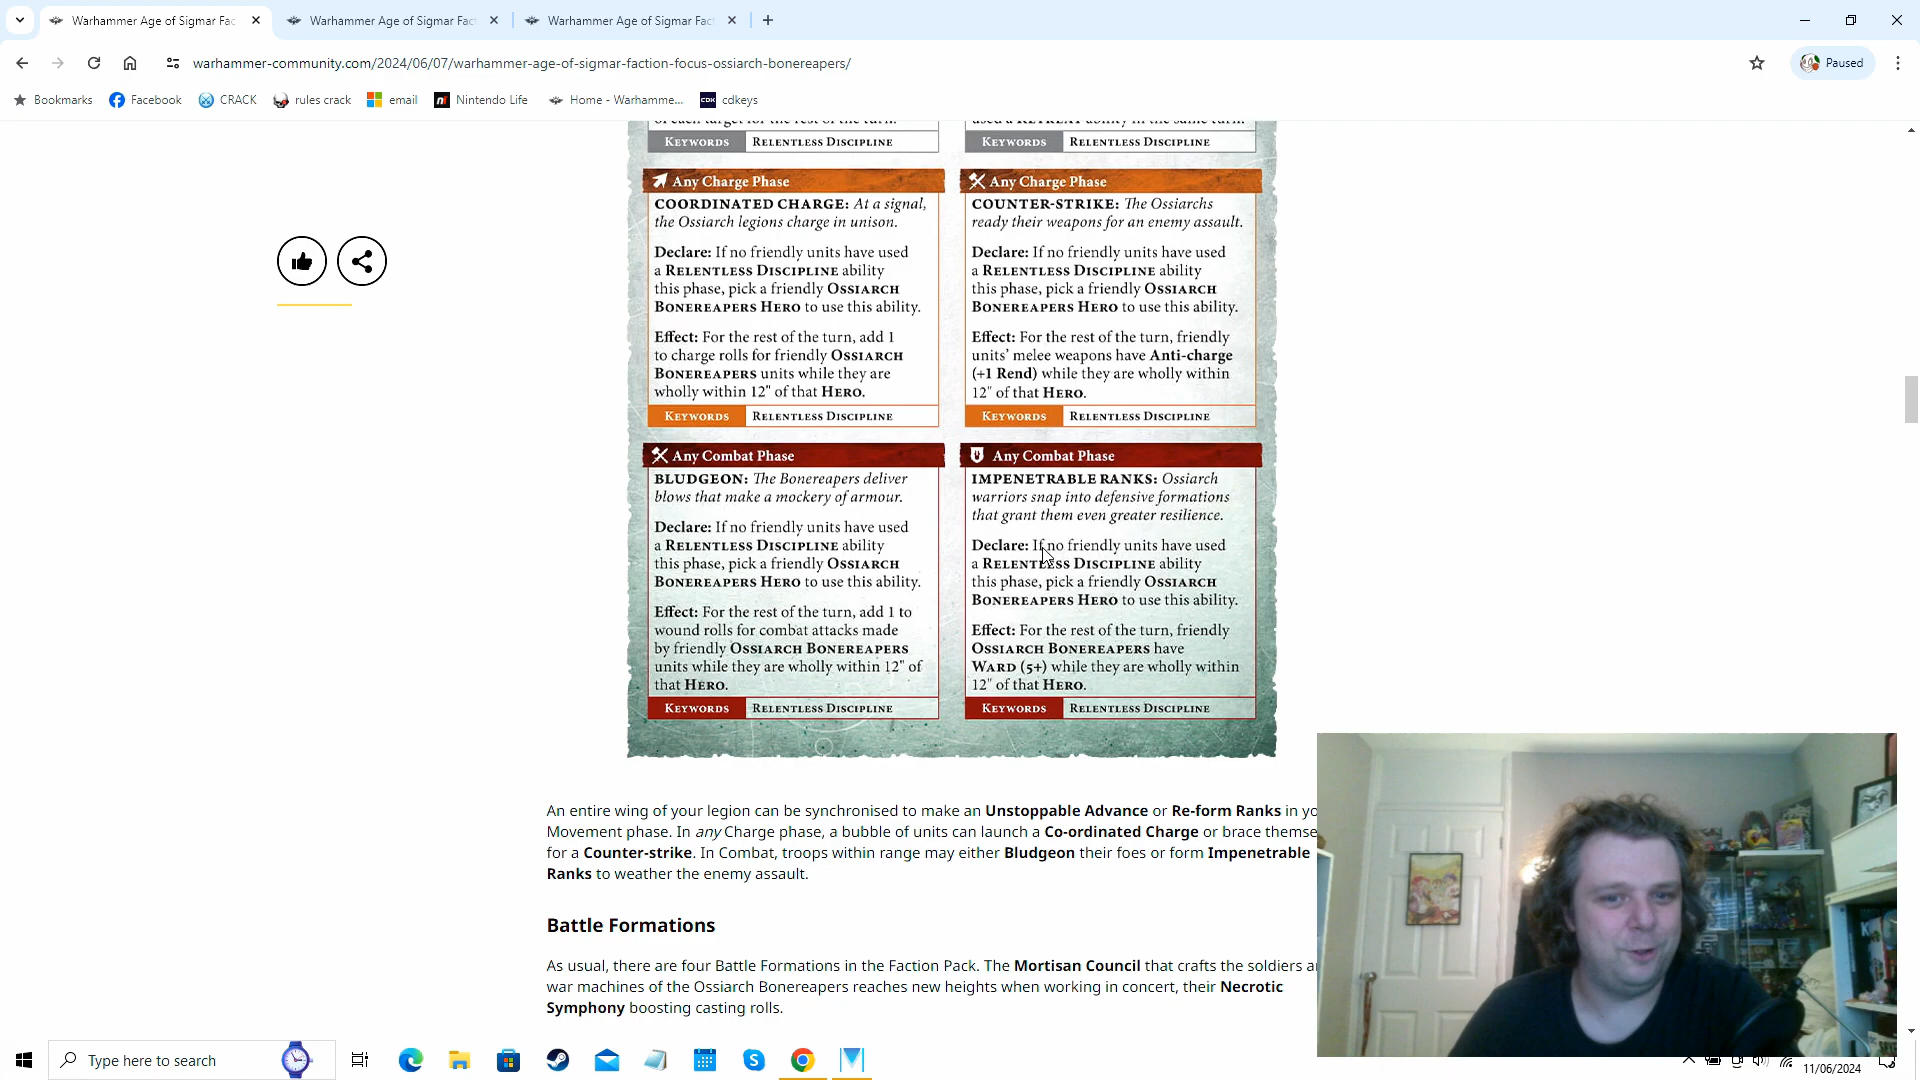 Warhammer Age of Sigmar Fac
Warhammer Age of Sigmar Fact
Warhammer Age of Sigmar Fac
warhammer-community.com/2024/06/07/warhammer-age-of-sigmar-faction-focus-ossiarch-bonereapers/
Paused
Bookmarks
Facebook
CRACK
rules crack
email
Nintendo Life
Home - Warhamme...
cdkeys
of each target for the rest of the turn.
KEYWORDS RELENTLESS DISCIPLINE
used a RETREAT ability in the same turn.
KEYWORDS RELENTLESS DISCIPLINE
Any Charge Phase
COORDINATED CHARGE: At a signal,
the Ossiarch legions charge in unison.
Declare: If no friendly units have used
a RELENTLESS DISCIPLINE ability
this phase, pick a friendly OSSIARCH
BONEREAPERS HERO to use this ability.
Effect: For the rest of the turn, add 1
to charge rolls for friendly OSSIARCH
BONEREAPERS units while they are
wholly within 12" of that HERO.
KEYWORDS RELENTLESS DISCIPLINE
Any Charge Phase
COUNTER-STRIKE: The Ossiarchs
ready their weapons for an enemy assault.
Declare: If no friendly units have used
a RELENTLESS DISCIPLINE ability
this phase, pick a friendly OSSIARCH
BONEREAPERS HERO to use this ability.
Effect: For the rest of the turn, friendly
units' melee weapons have Anti-charge
(+1 Rend) while they are wholly within
12" of that HERO.
KEYWORDS RELENTLESS DISCIPLINE
Any Combat Phase
BLUDGEON: The Bonereapers deliver
blows that make a mockery of armour.
Declare: If no friendly units have used
a RELENTLESS DISCIPLINE ability
this phase, pick a friendly OSSIARCH
BONEREAPERS HERO to use this ability.
Effect: For the rest of the turn, add 1 to
wound rolls for combat attacks made
by friendly OSSIARCH BONEREAPERS
units while they are wholly within 12" of
that HERO.
KEYWORDS RELENTLESS DISCIPLINE
Any Combat Phase
IMPENETRABLE RANKS: Ossiarch
warriors snap into defensive formations
that grant them even greater resilience.
Declare: If no friendly units have used
a RELENTLESS DISCIPLINE ability
this phase, pick a friendly OSSIARCH
BONEREAPERS HERO to use this ability.
Effect: For the rest of the turn, friendly
OSSIARCH BONEREAPERS have
WARD (5+) while they are wholly within
12" of that HERO.
KEYWORDS RELENTLESS DISCIPLINE
An entire wing of your legion can be synchronised to make an Unstoppable Advance or Re-form Ranks in yo
Movement phase. In any Charge phase, a bubble of units can launch a Co-ordinated Charge or brace themse
for a Counter-strike. In Combat, troops within range may either Bludgeon their foes or form Impenetrable
Ranks to weather the enemy assault.
Battle Formations
As usual, there are four Battle Formations in the Faction Pack. The Mortisan Council that crafts the soldiers a
war machines of the Ossiarch Bonereapers reaches new heights when working in concert, their Necrotic
Symphony boosting casting rolls.
Type here to search
11/06/2024